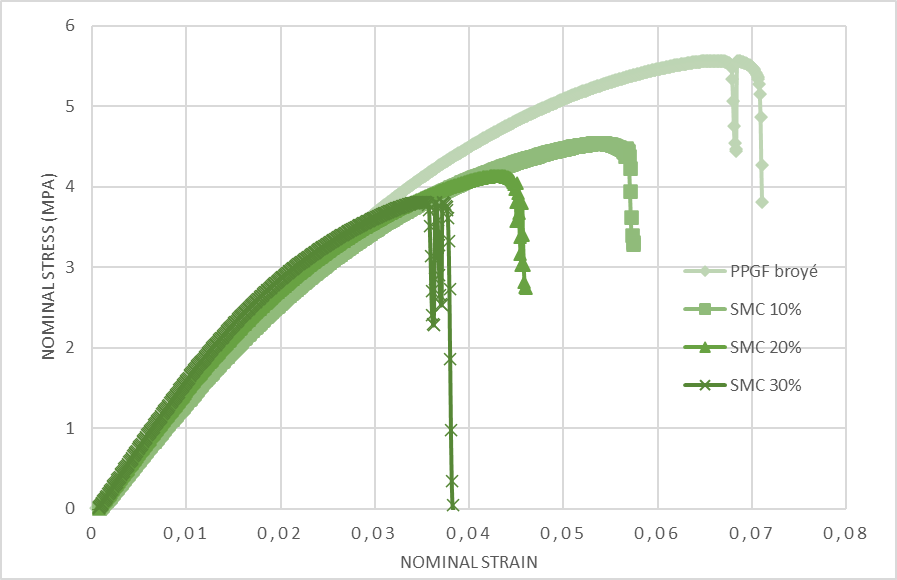 6
5
4
3
2
1
0
NOMINAL STRESS (MPA)
0 0,01 0,02 0,03 0,04 0,05 0,06 0,07 0,08
NOMINAL STRAIN
PPGF broyé
SMC 10%
SMC 20%
SMC 30%